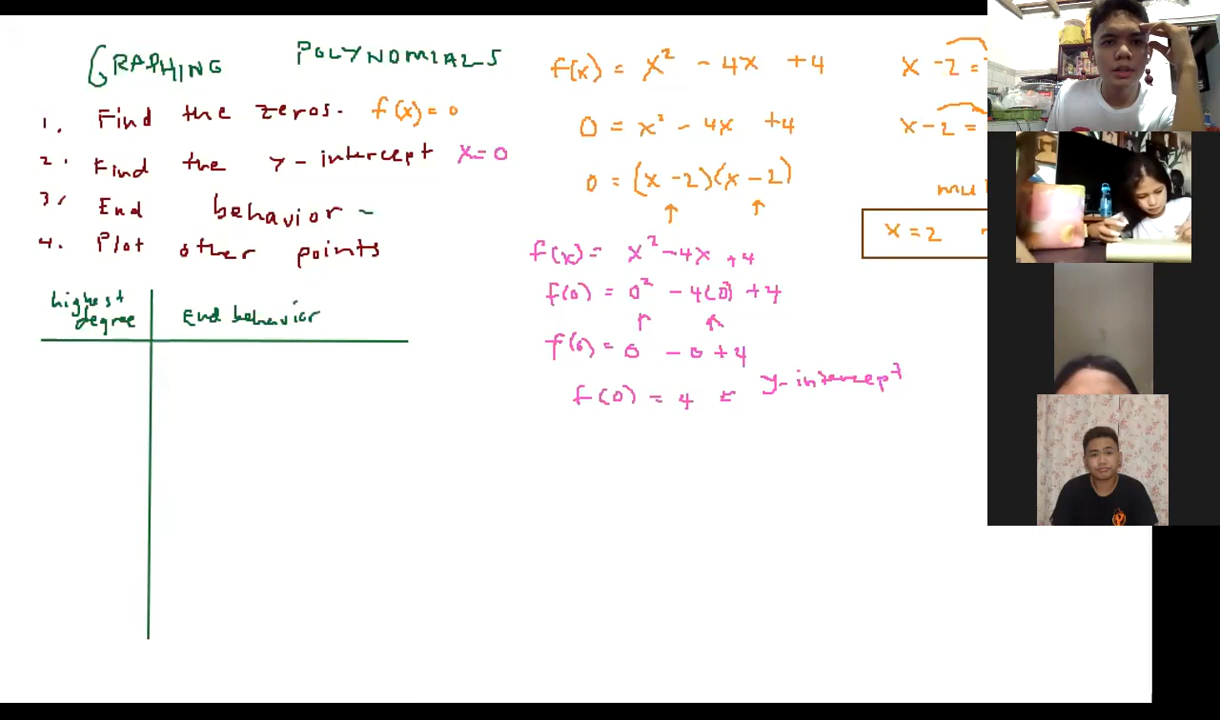 GRAPHING POLYNOMIALS
1. Find the zeros. f(x) = 0
2. Find the y-intercept x=0
3. End behavior -
4. Plot other points
highest degree
End behavior
f(x) = x² - 4x + 4
0 = x² - 4x + 4
0 = (x - 2)(x - 2)
↑ ↑
f(x) = x² - 4x + 4
f(0) = 0² - 4(0) + 4
↑ ↑
f(0) = 0 - 0 + 4
f(0) = 4 ← y-intercept
x - 2 =
x - 2 =
mul
x = 2